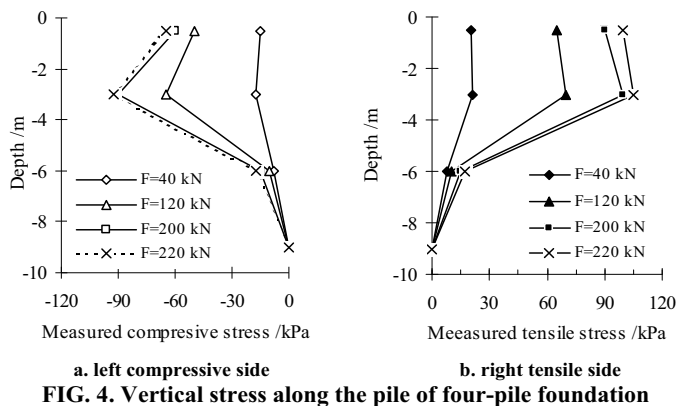 0
-2
-4
-6
-8
-10
Depth /m
F=40 kN
F=120 kN
F=200 kN
F=220 kN
-120 -90 -60 -30 0
Measured compresive stress /kPa
a. left compressive side
0
-2
-4
-6
-8
-10
Depth /m
F=40 kN
F=120 kN
F=200 kN
F=220 kN
0 30 60 90 120
Meeasured tensile stress /kPa
b. right tensile side
FIG. 4. Vertical stress along the pile of four-pile foundation